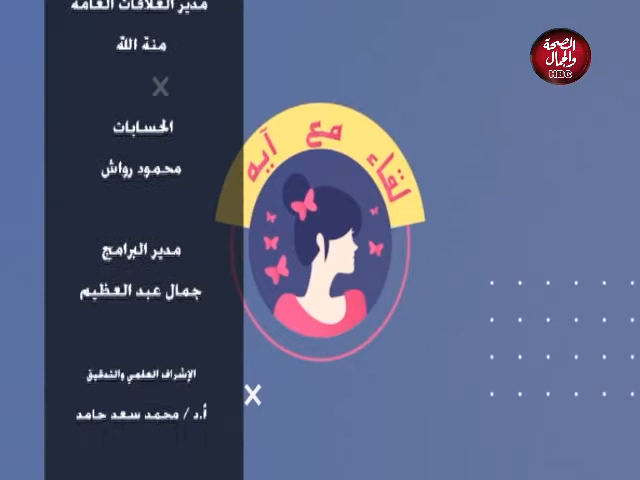 مدير العلاقات العامة
منة الله
الحسابات
محمود رواش
مدير البرامج
جمال عبد العظيم
الإشراف العلمي والتدقيق
أ.د / محمد سعد حامد
لقاء مع آيه
الصحة
والجمال
HBC